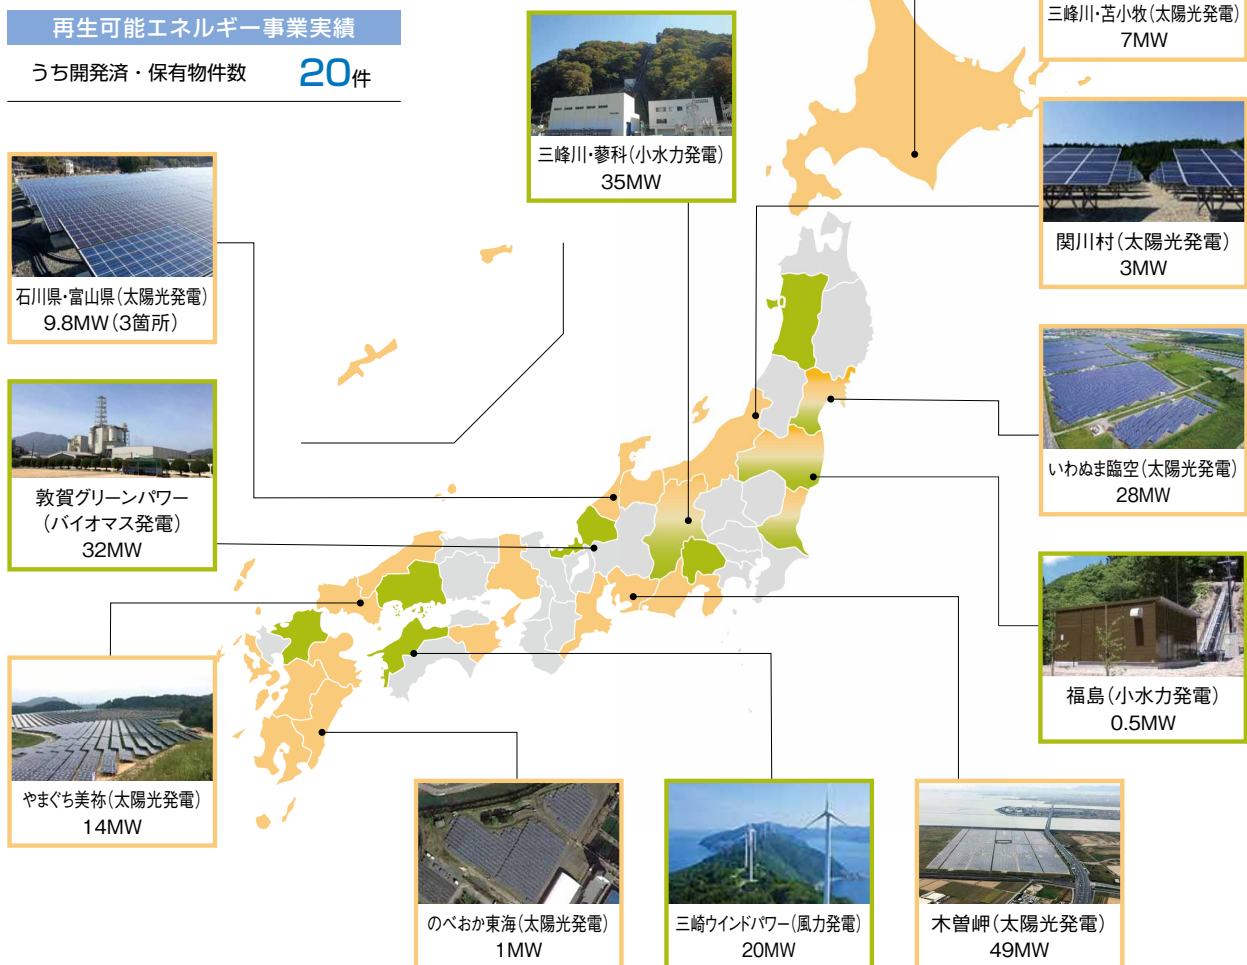 再生可能エネルギー事業実績
うち開発済・保有物件数 20件
三峰川・苫小牧(太陽光発電)
7MW
三峰川・蓼科(小水力発電)
35MW
関川村(太陽光発電)
3MW
石川県・富山県(太陽光発電)
9.8MW(3箇所)
いわぬま臨空(太陽光発電)
28MW
敦賀グリーンパワー
(バイオマス発電)
32MW
福島(小水力発電)
0.5MW
やまぐち美祢(太陽光発電)
14MW
のべおか東海(太陽光発電)
1MW
三崎ウインドパワー(風力発電)
20MW
木曽岬(太陽光発電)
49MW